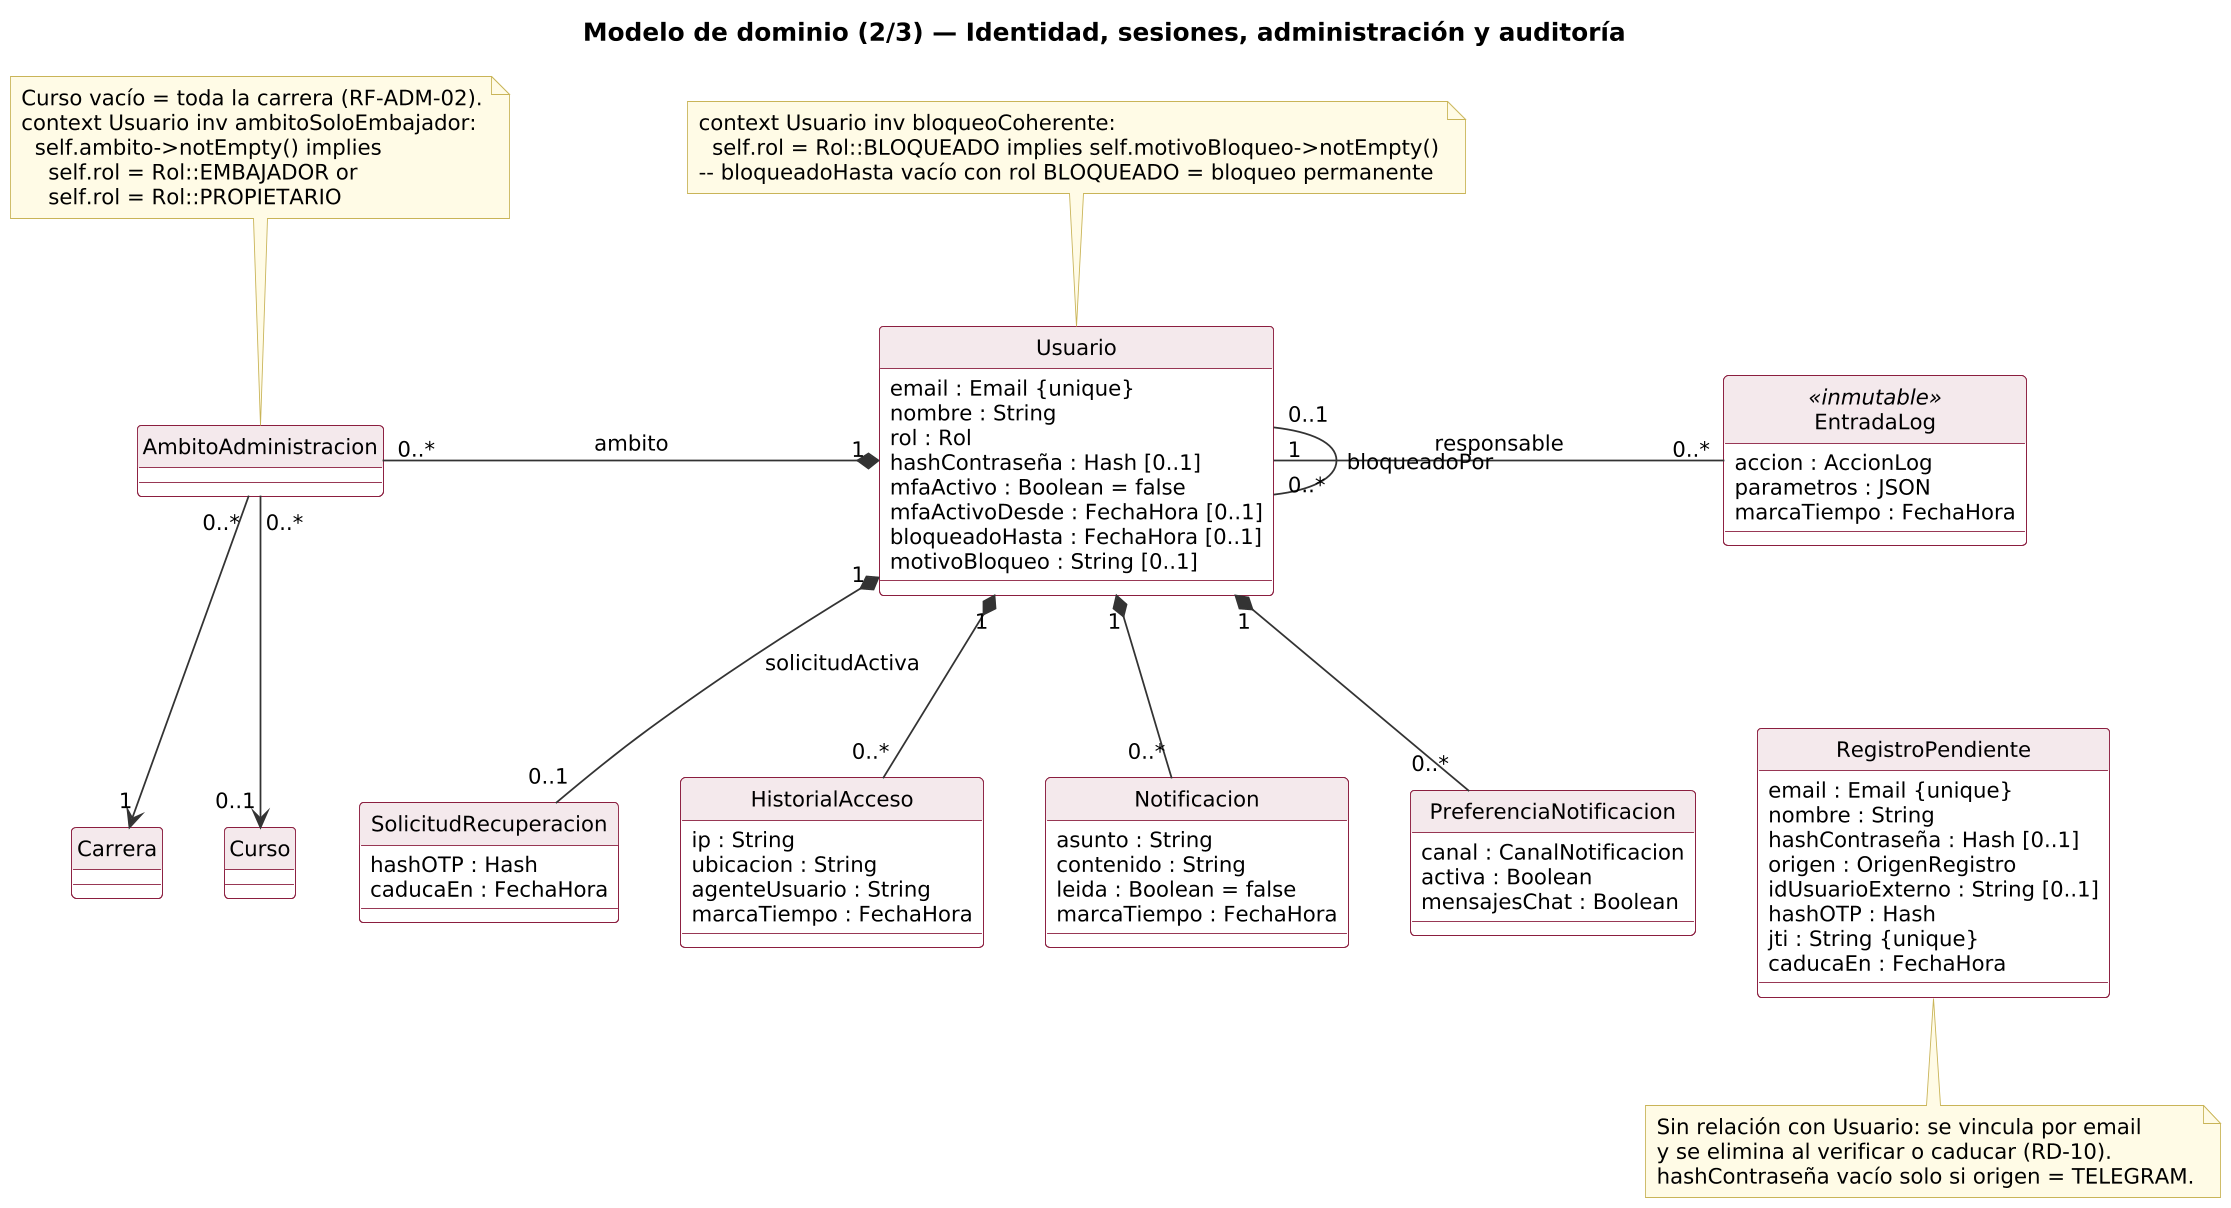 Modelo de dominio (2/3) — Identidad, sesiones, administración y auditoría
Curso vacío = toda la carrera (RF-ADM-02).
context Usuario inv ambitoSoloEmbajador:
self.ambito->notEmpty() implies
self.rol = Rol::EMBAJADOR or
self.rol = Rol::PROPIETARIO
context Usuario inv bloqueoCoherente:
self.rol = Rol::BLOQUEADO implies self.motivoBloqueo->notEmpty()
-- bloqueadoHasta vacío con rol BLOQUEADO = bloqueo permanente
AmbitoAdministracion
0..*
ambito
1
Usuario
email : Email {unique}
nombre : String
rol : Rol
hashContraseña : Hash [0..1]
mfaActivo : Boolean = false
mfaActivoDesde : FechaHora [0..1]
bloqueadoHasta : FechaHora [0..1]
motivoBloqueo : String [0..1]
0..1
1
0..*
bloqueadoPor
responsable
0..*
«inmutable»
EntradaLog
accion : AccionLog
parametros : JSON
marcaTiempo : FechaHora
0..*
0..*
1
0..1
1
solicitudActiva
0..1
1
0..*
1
0..*
1
0..*
Carrera
Curso
SolicitudRecuperacion
hashOTP : Hash
caducaEn : FechaHora
HistorialAcceso
ip : String
ubicacion : String
agenteUsuario : String
marcaTiempo : FechaHora
Notificacion
asunto : String
contenido : String
leida : Boolean = false
marcaTiempo : FechaHora
PreferenciaNotificacion
canal : CanalNotificacion
activa : Boolean
mensajesChat : Boolean
RegistroPendiente
email : Email {unique}
nombre : String
hashContraseña : Hash [0..1]
origen : OrigenRegistro
idUsuarioExterno : String [0..1]
hashOTP : Hash
jti : String {unique}
caducaEn : FechaHora
Sin relación con Usuario: se vincula por email
y se elimina al verificar o caducar (RD-10).
hashContraseña vacío solo si origen = TELEGRAM.